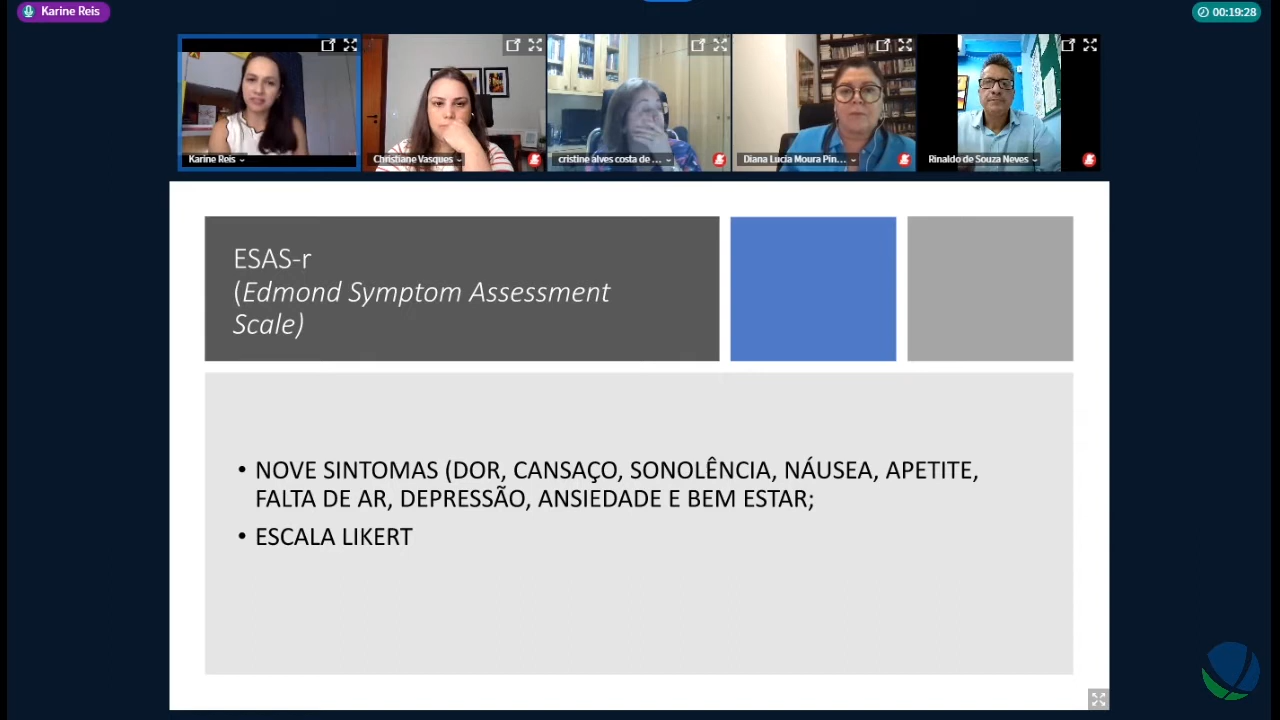 Karine Reis
00:19:28
Karine Reis
Christiane Vasques
cristine alves costa de ...
Diana Lucia Moura Pin...
Rinaldo de Souza Neves
ESAS-r
(Edmond Symptom Assessment
Scale)
• NOVE SINTOMAS (DOR, CANSAÇO, SONOLÊNCIA, NÁUSEA, APETITE,
FALTA DE AR, DEPRESSÃO, ANSIEDADE E BEM ESTAR;
• ESCALA LIKERT